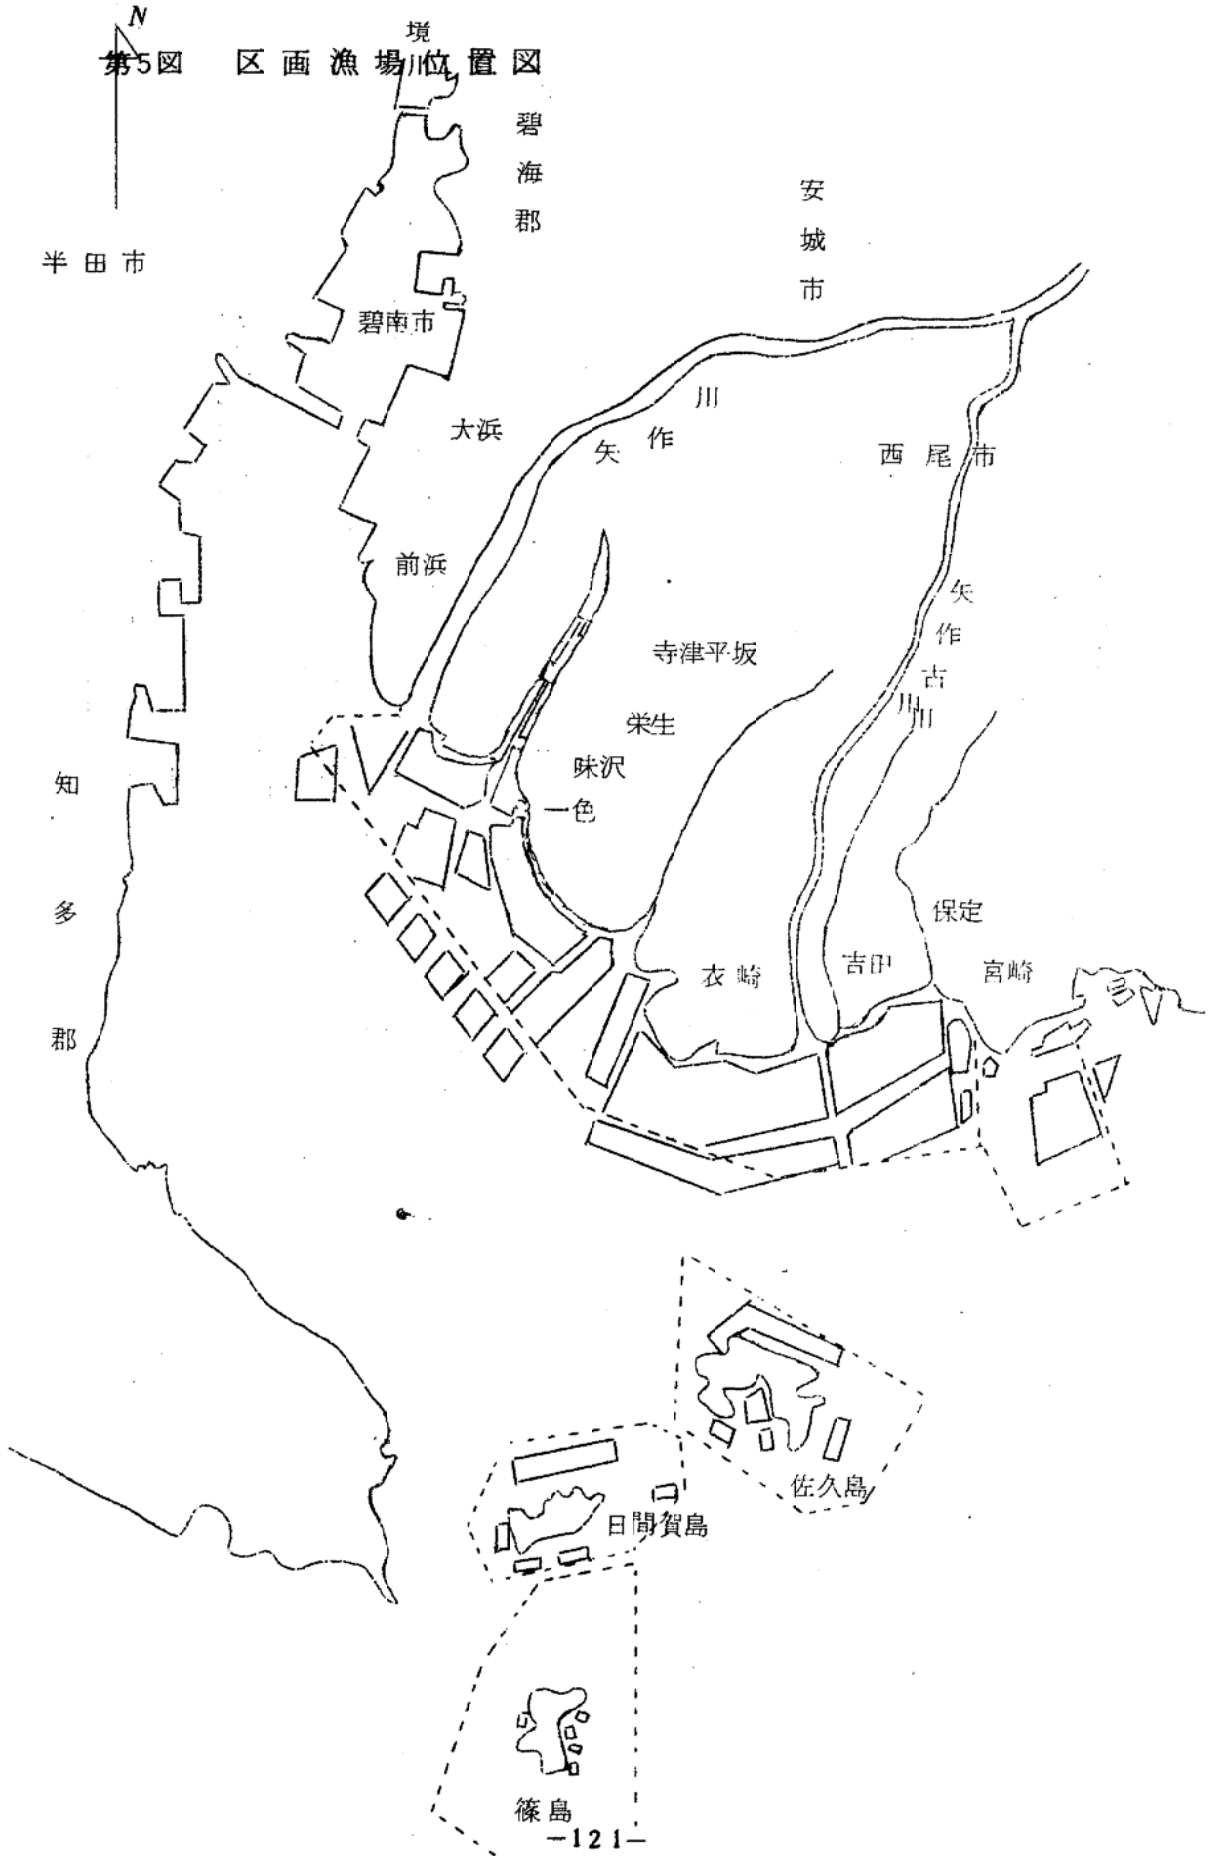 N
第5図 区画漁場位置図
境川
碧海郡
安城市
半田市
碧南市
矢作川
大浜
西尾市
前浜
矢作古川
寺津平坂
栄生
味沢
一色
川
知多郡
保定
吉田
衣崎
宮崎
佐久島
日間賀島
篠島
—121—